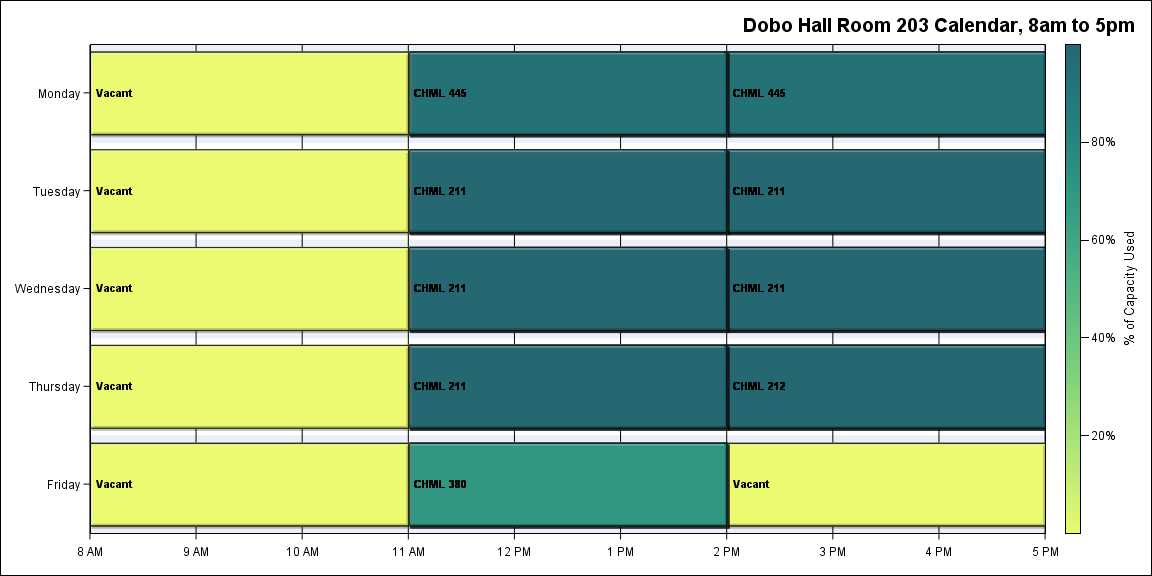 Dobo Hall Room 203 Calendar, 8am to 5pm
Monday Vacant CHML 445 CHML 445
Tuesday Vacant CHML 211 CHML 211
Wednesday Vacant CHML 211 CHML 211
Thursday Vacant CHML 211 CHML 212
Friday Vacant CHML 380 Vacant
8 AM 9 AM 10 AM 11 AM 12 PM 1 PM 2 PM 3 PM 4 PM 5 PM
80%
60%
40%
20%
% of Capacity Used